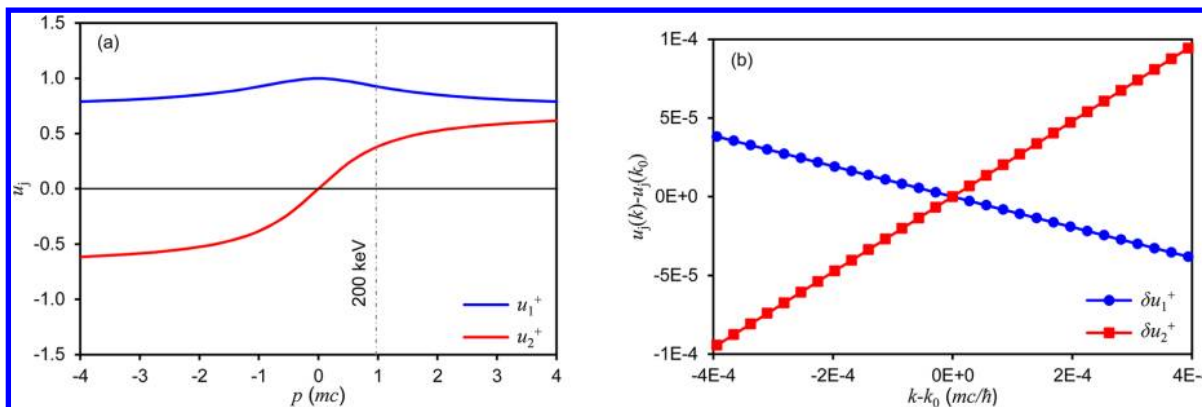 (a)
1.5
1.0
0.5
0.0
-0.5
-1.0
-1.5
u_j
-4 -3 -2 -1 0 1 2 3 4
p (mc)
200 keV
u_1^+
u_2^+
(b)
1E-4
5E-5
0E+0
-5E-5
-1E-4
u_j(k)-u_j(k_0)
-4E-4 -2E-4 0E+0 2E-4 4E-
k-k_0 (mc/ħ)
δu_1^+
δu_2^+